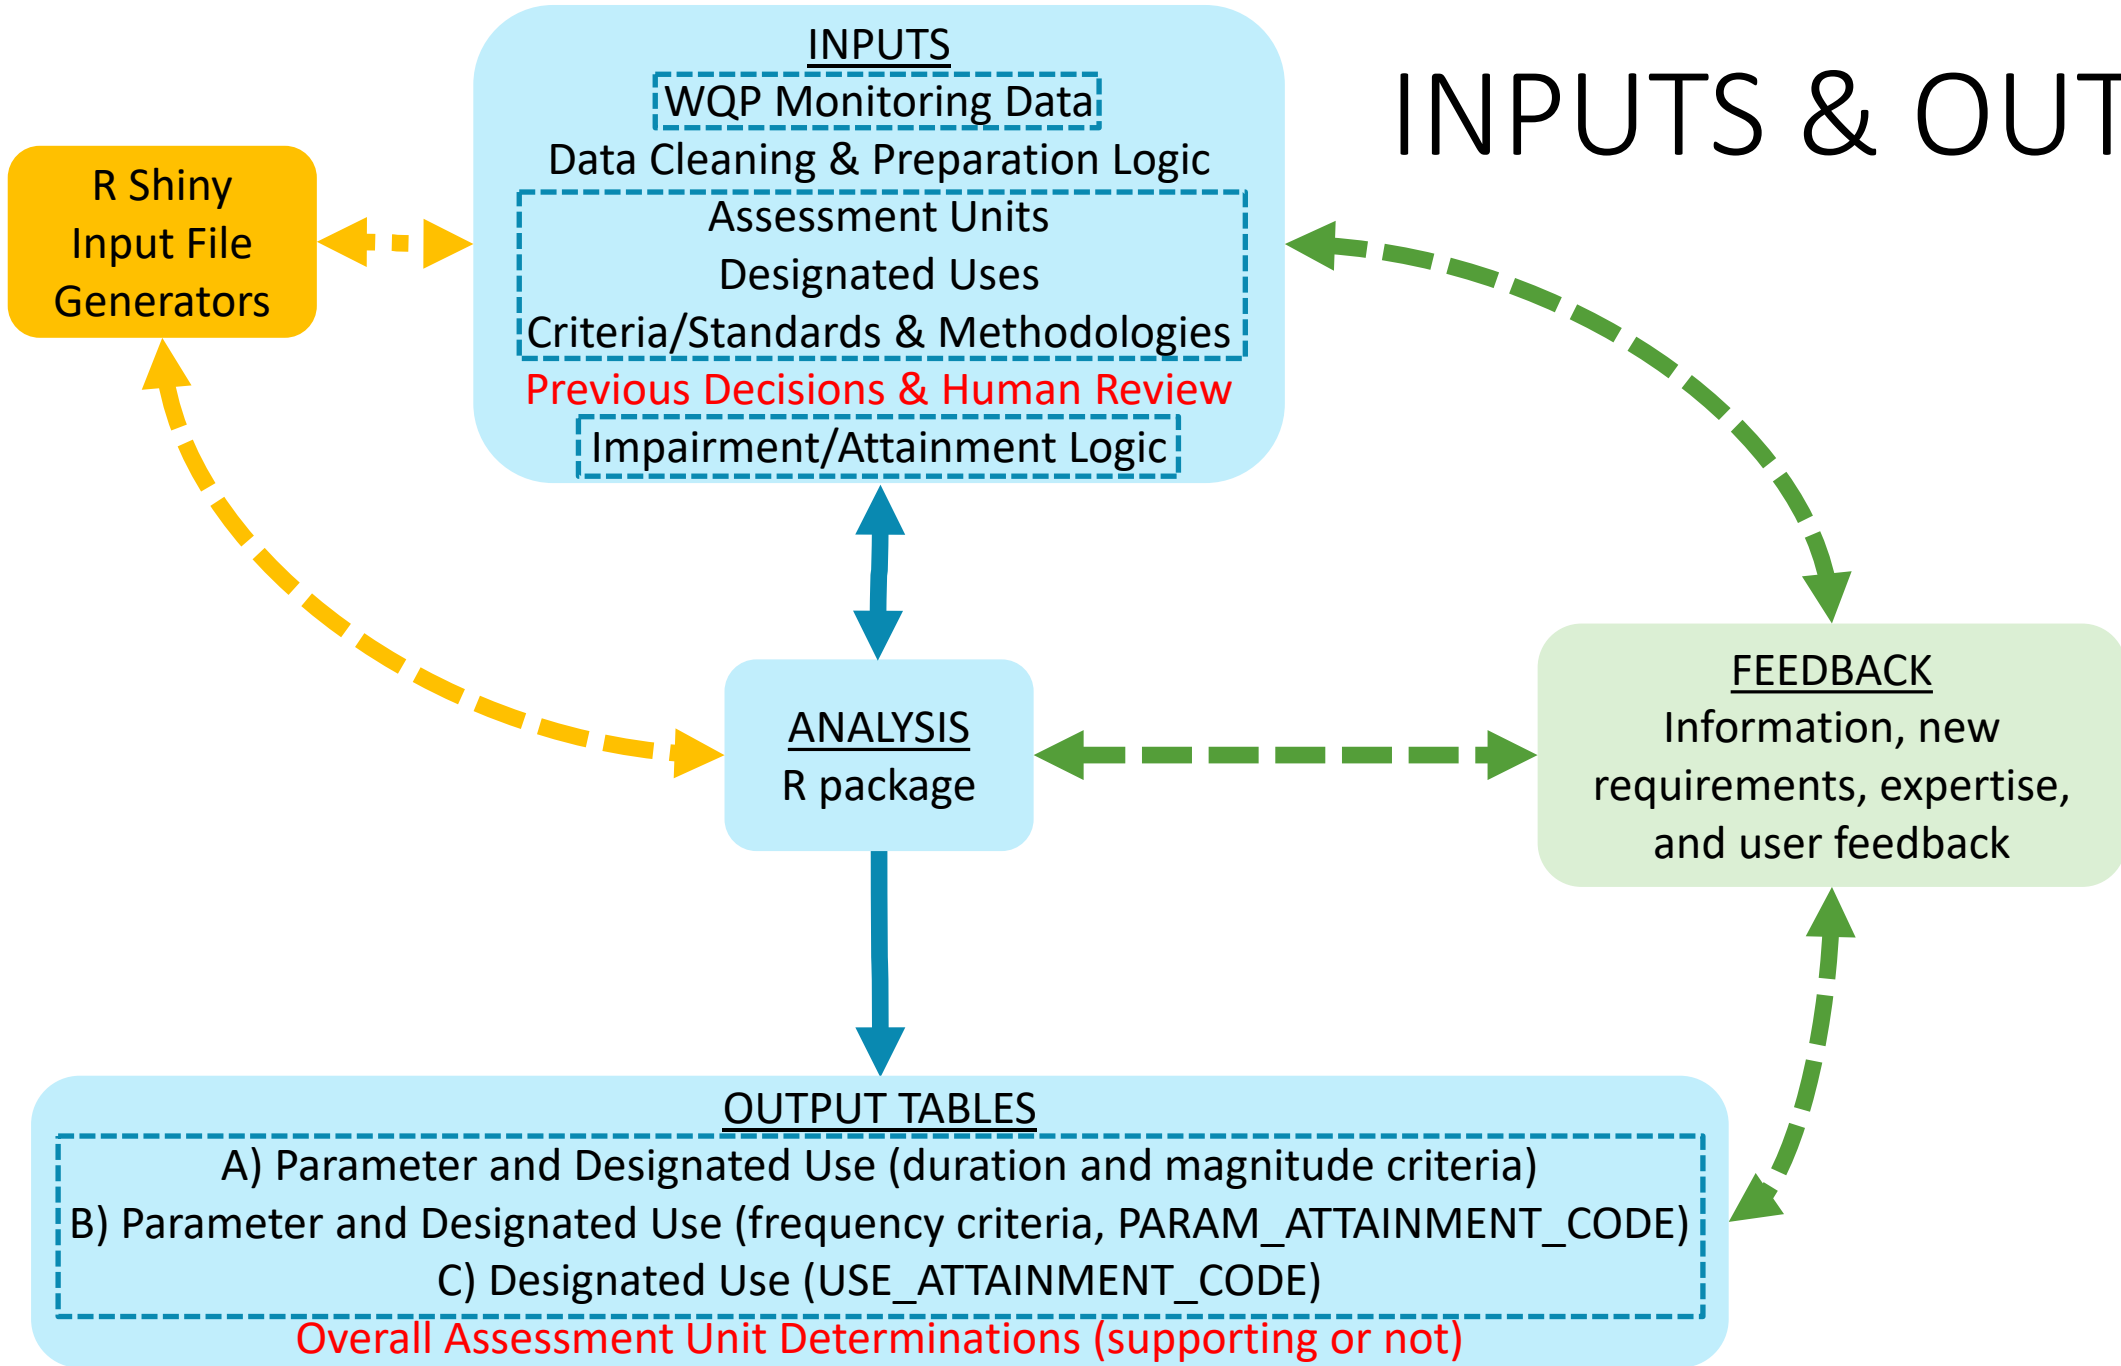 INPUTS & OUT
INPUTS
WQP Monitoring Data
Data Cleaning & Preparation Logic
Assessment Units
Designated Uses
Criteria/Standards & Methodologies
Previous Decisions & Human Review
Impairment/Attainment Logic
R Shiny
Input File
Generators
ANALYSIS
R package
FEEDBACK
Information, new
requirements, expertise,
and user feedback
OUTPUT TABLES
A) Parameter and Designated Use (duration and magnitude criteria)
B) Parameter and Designated Use (frequency criteria, PARAM_ATTAINMENT_CODE)
C) Designated Use (USE_ATTAINMENT_CODE)
Overall Assessment Unit Determinations (supporting or not)